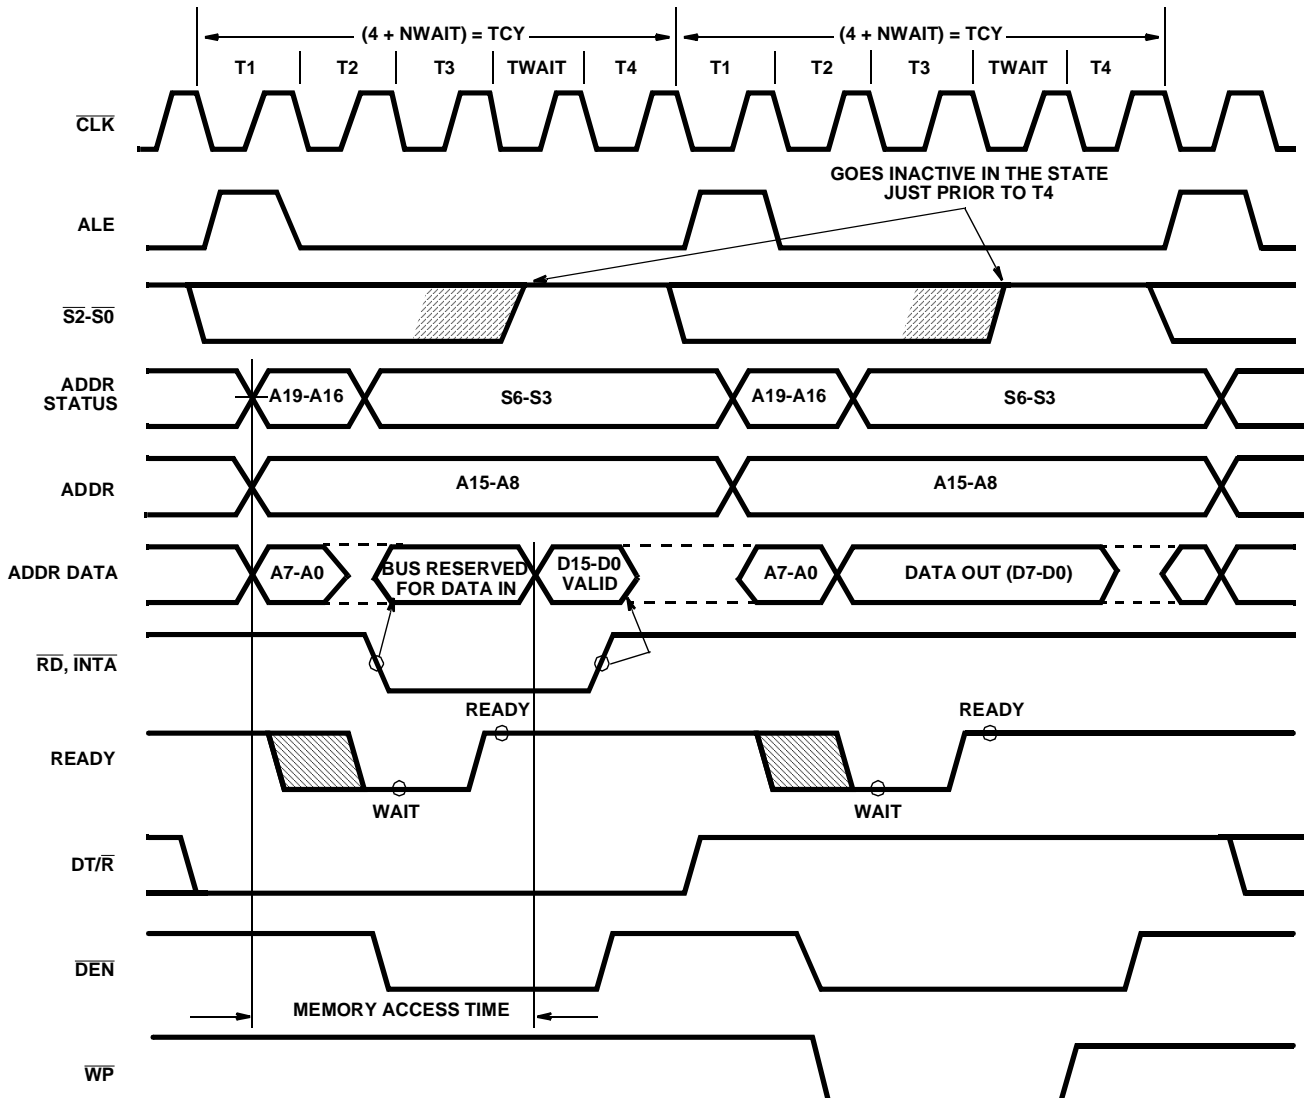 (4 + NWAIT) = TCY (4 + NWAIT) = TCY
T1 T2 T3 TWAIT T4 T1 T2 T3 TWAIT T4
CLK
GOES INACTIVE IN THE STATE
JUST PRIOR TO T4
ALE
S2-S0
ADDR
STATUS
A19-A16 S6-S3 A19-A16 S6-S3
ADDR
A15-A8 A15-A8
ADDR DATA
A7-A0
BUS RESERVED
FOR DATA IN
D15-D0
VALID
A7-A0
DATA OUT (D7-D0)
RD, INTA
READY READY
READY
WAIT WAIT
DT/R
DEN
MEMORY ACCESS TIME
WP